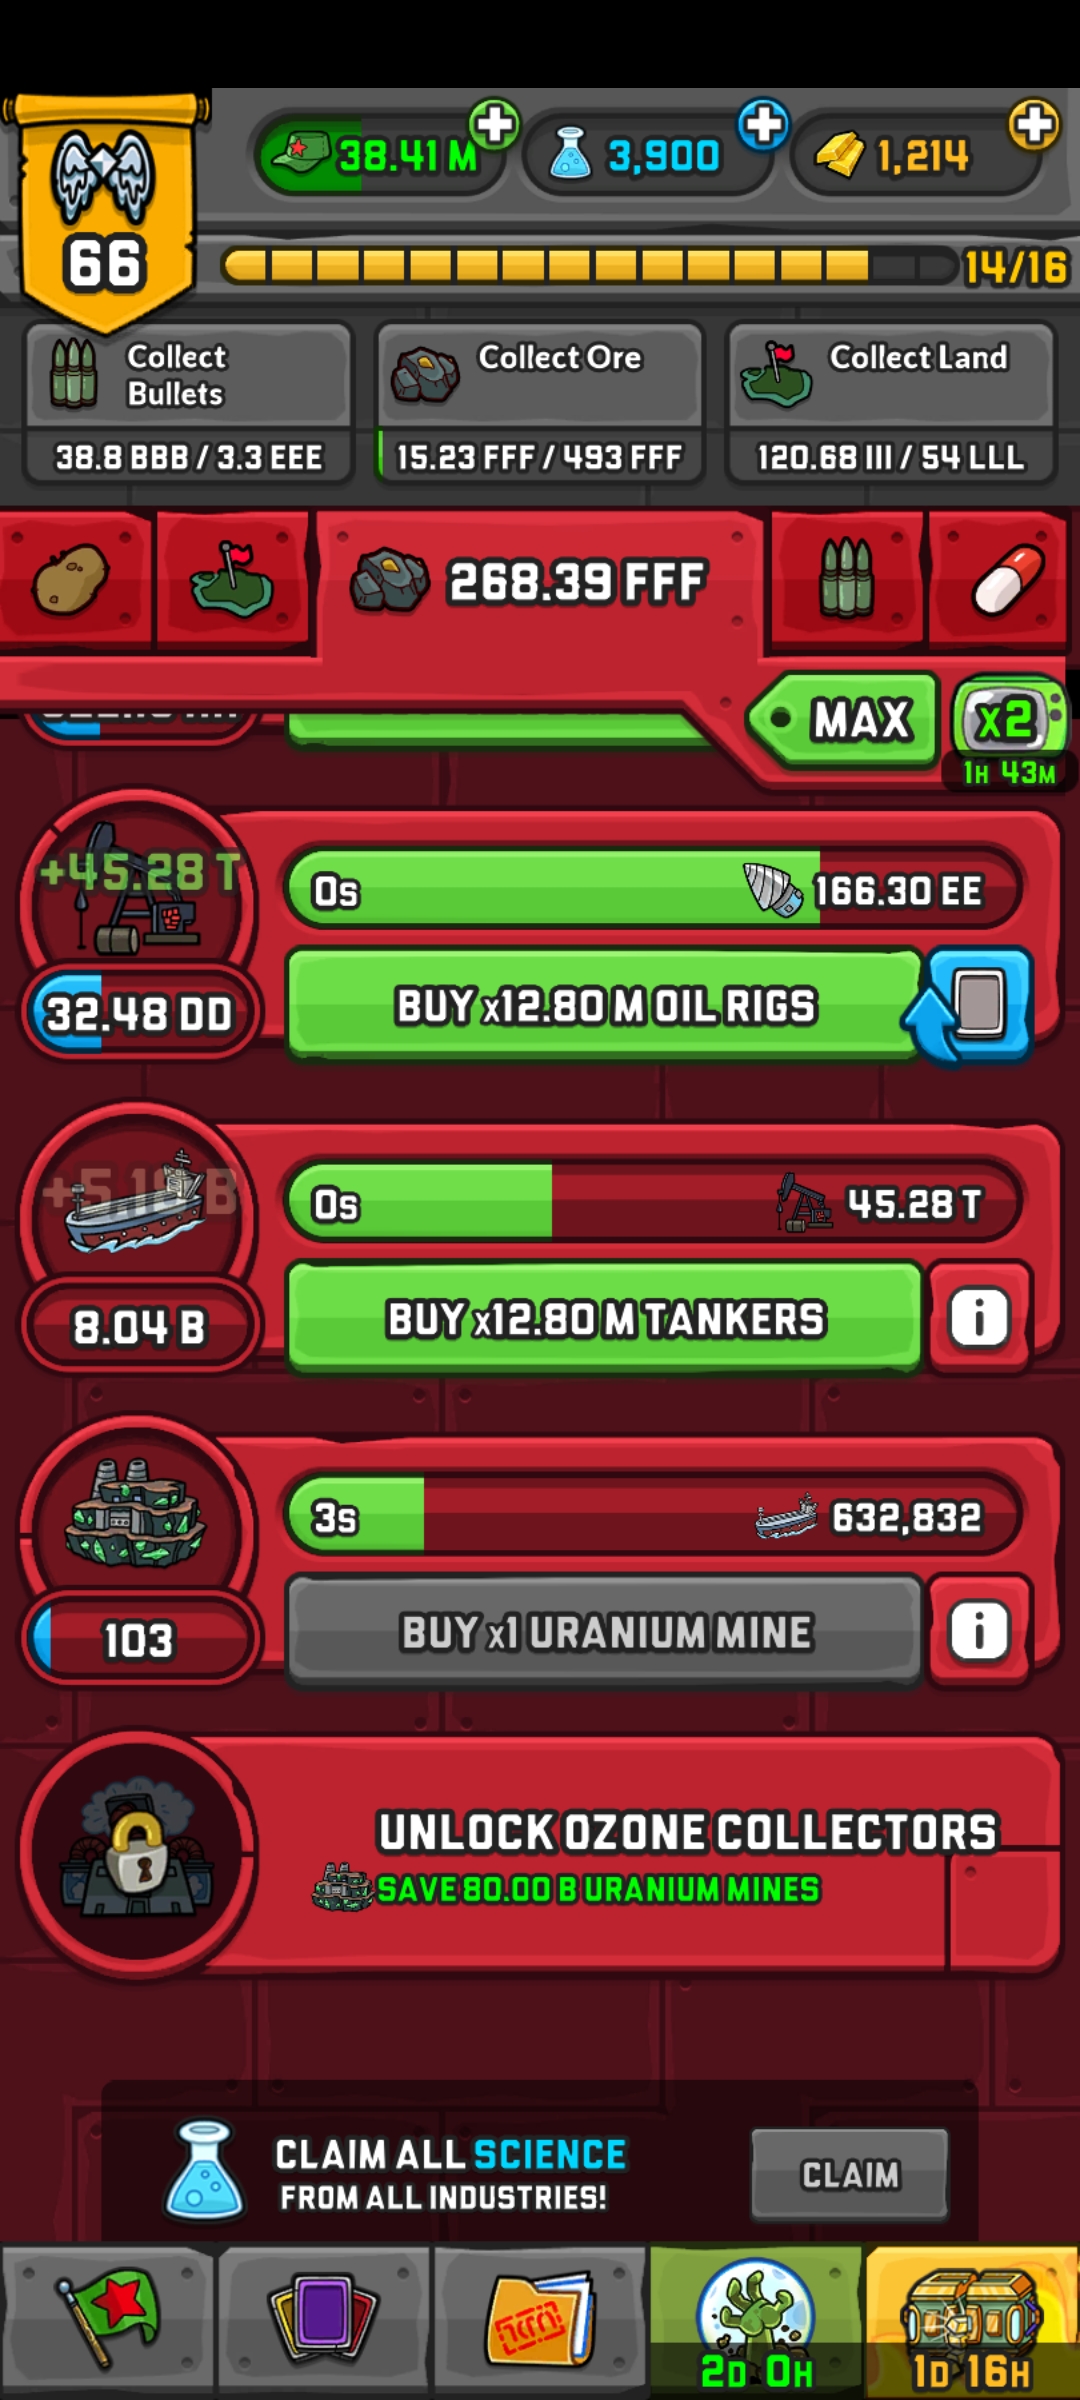 38.41 M
3,900
1,214
66
14/16
Collect
Bullets
38.8 BBB / 3.3 EEE
Collect Ore
15.23 FFF / 493 FFF
Collect Land
120.68 III / 54 LLL
268.39 FFF
MAX
x2
1H 43M
+45.28 T
0s
166.30 EE
32.48 DD
BUY x12.80 M OIL RIGS
0s
45.28 T
8.04 B
BUY x12.80 M TANKERS
i
3s
632,832
103
BUY x1 URANIUM MINE
i
UNLOCK OZONE COLLECTORS
SAVE 80.00 B URANIUM MINES
CLAIM ALL SCIENCE
FROM ALL INDUSTRIES!
CLAIM
2D 0H
1D 16H